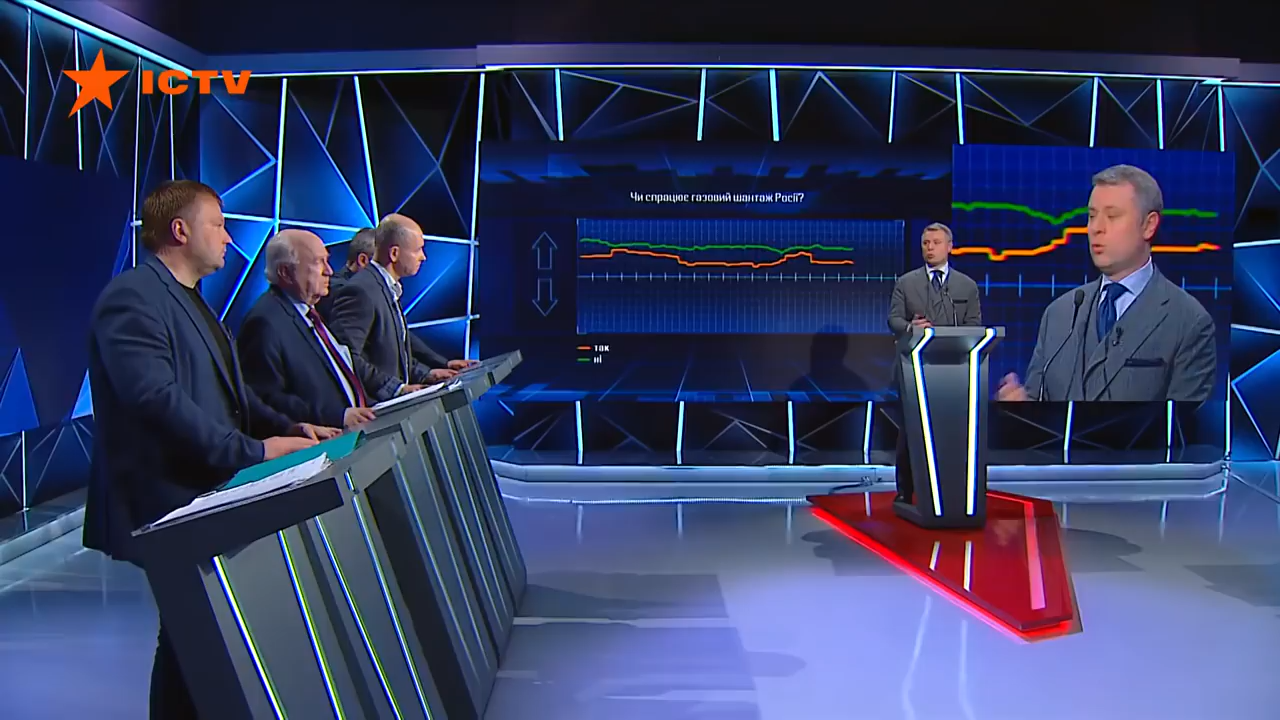 ICTV
Чи спрацює газовий шантаж Росії?
так
ні